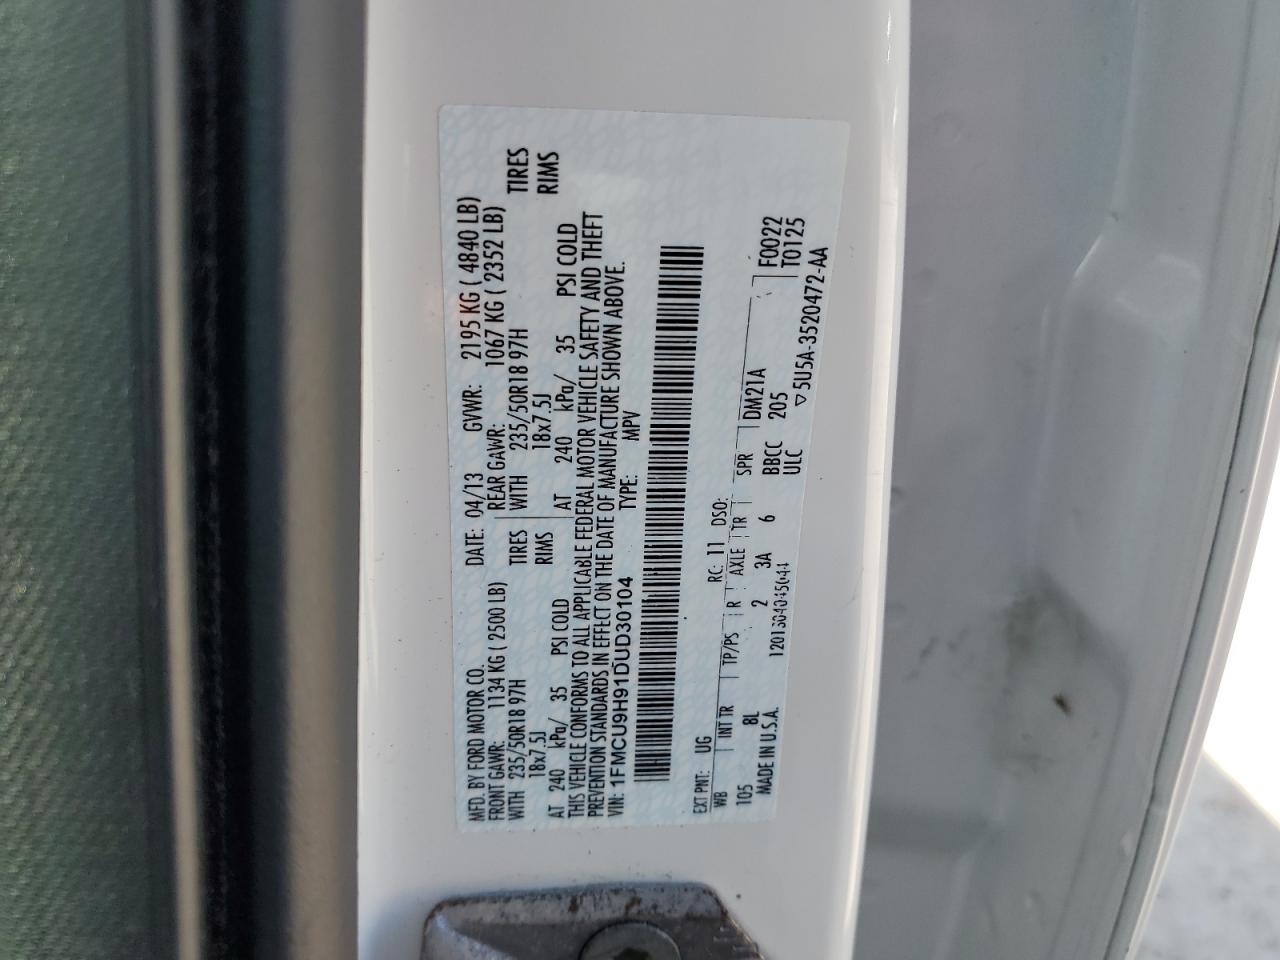 MFD. BY FORD MOTOR CO.
DATE: 04/13 GVWR: 2195 KG ( 4840 LB)
FRONT GAWR: 1134 KG ( 2500 LB) REAR GAWR: 1067 KG ( 2352 LB)
WITH 235/50R18 97H TIRES WITH 235/50R18 97H TIRES
18x7.5J RIMS 18x7.5J RIMS
AT 240 kPa/ 35 PSI COLD AT 240 kPa/ 35 PSI COLD
THIS VEHICLE CONFORMS TO ALL APPLICABLE FEDERAL MOTOR VEHICLE SAFETY AND THEFT
PREVENTION STANDARDS IN EFFECT ON THE DATE OF MANUFACTURE SHOWN ABOVE.
VIN: 1FMCU9H91DUD30104 TYPE: MPV
EXT PNT: UG RC: 11 DSO: F0022
WB INT TR TP/PS R AXLE TR SPR DM21A T0125
105 8L 2 3A 6 BBCC 205
MADE IN U.S.A. 1201304045044 ULC ▽5U5A-3520472-AA